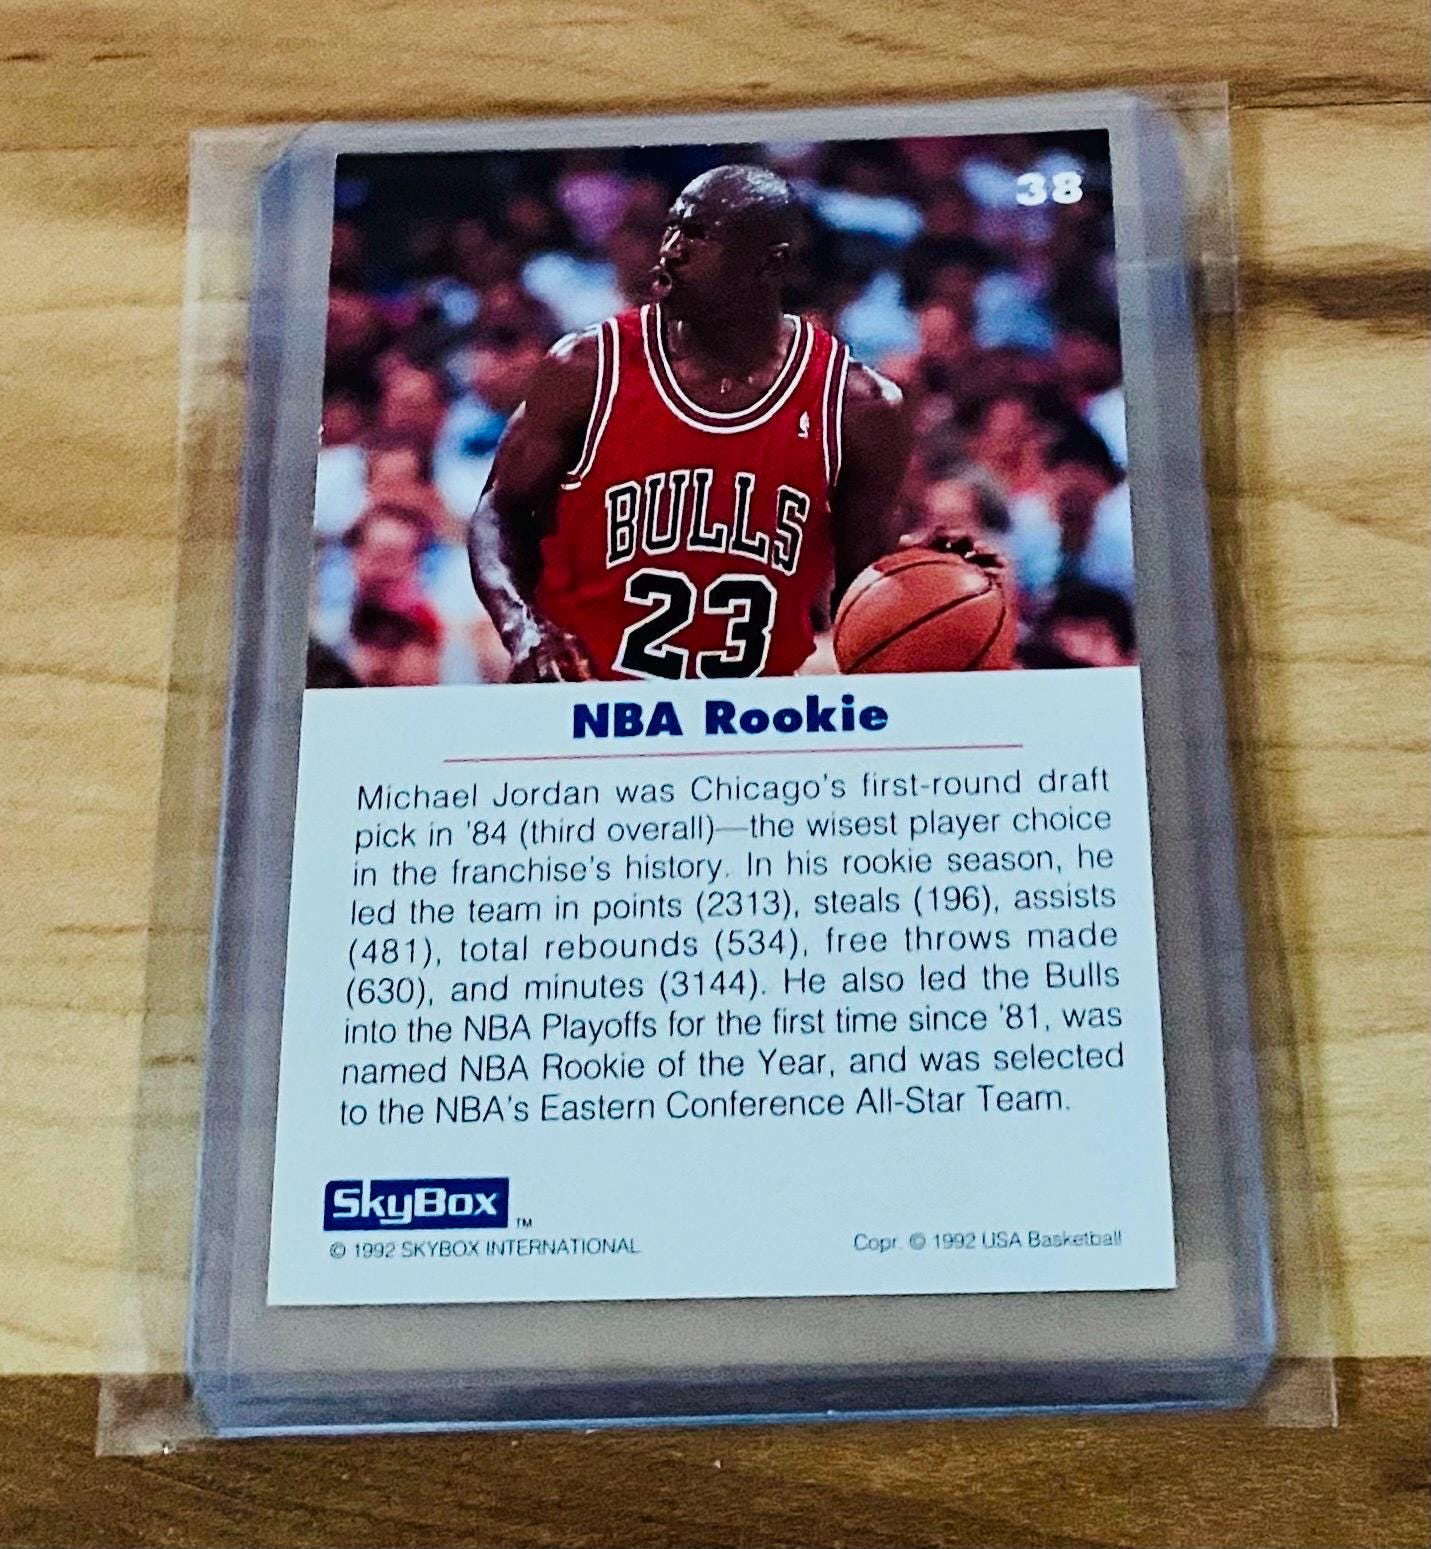 38
BULLS
23
NBA Rookie
Michael Jordan was Chicago's first-round draft
pick in '84 (third overall)—the wisest player choice
in the franchise's history. In his rookie season, he
led the team in points (2313), steals (196), assists
(481), total rebounds (534), free throws made
(630), and minutes (3144). He also led the Bulls
into the NBA Playoffs for the first time since '81, was
named NBA Rookie of the Year, and was selected
to the NBA's Eastern Conference All-Star Team.
SkyBox ™
© 1992 SKYBOX INTERNATIONAL
Copr. © 1992 USA Basketball